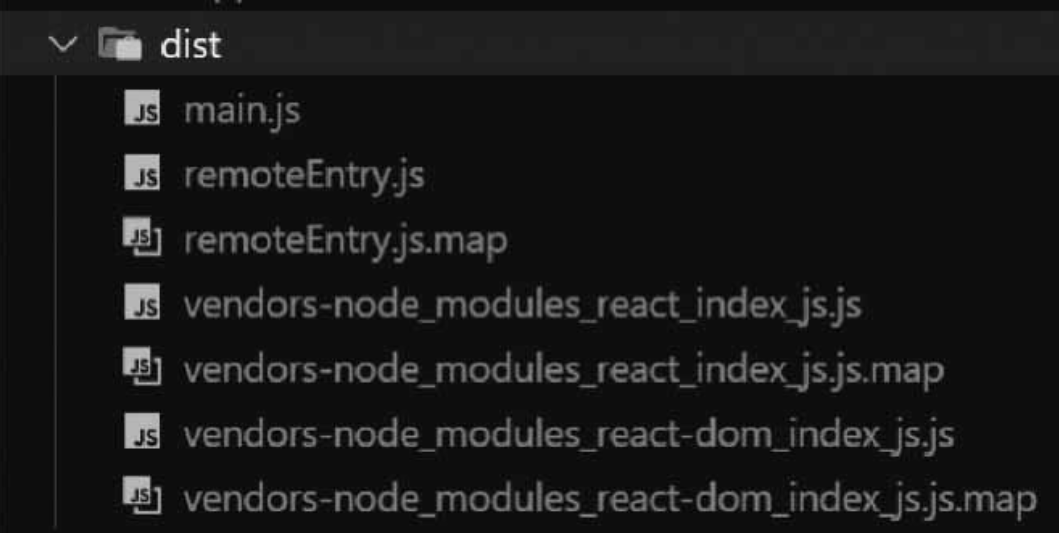 dist
JS main.js
JS remoteEntry.js
JS remoteEntry.js.map
JS vendors-node_modules_react_index_js.js
JS vendors-node_modules_react_index_js.js.map
JS vendors-node_modules_react-dom_index_js.js
JS vendors-node_modules_react-dom_index_js.js.map